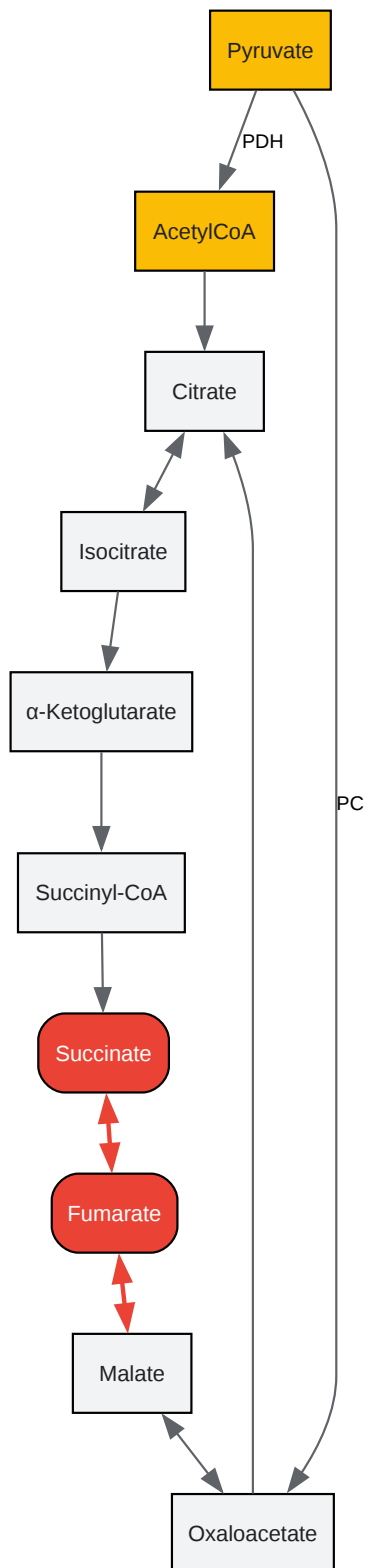 Pyruvate
PDH
AcetylCoA
Citrate
Isocitrate
α-Ketoglutarate
PC
Succinyl-CoA
Succinate
Fumarate
Malate
Oxaloacetate